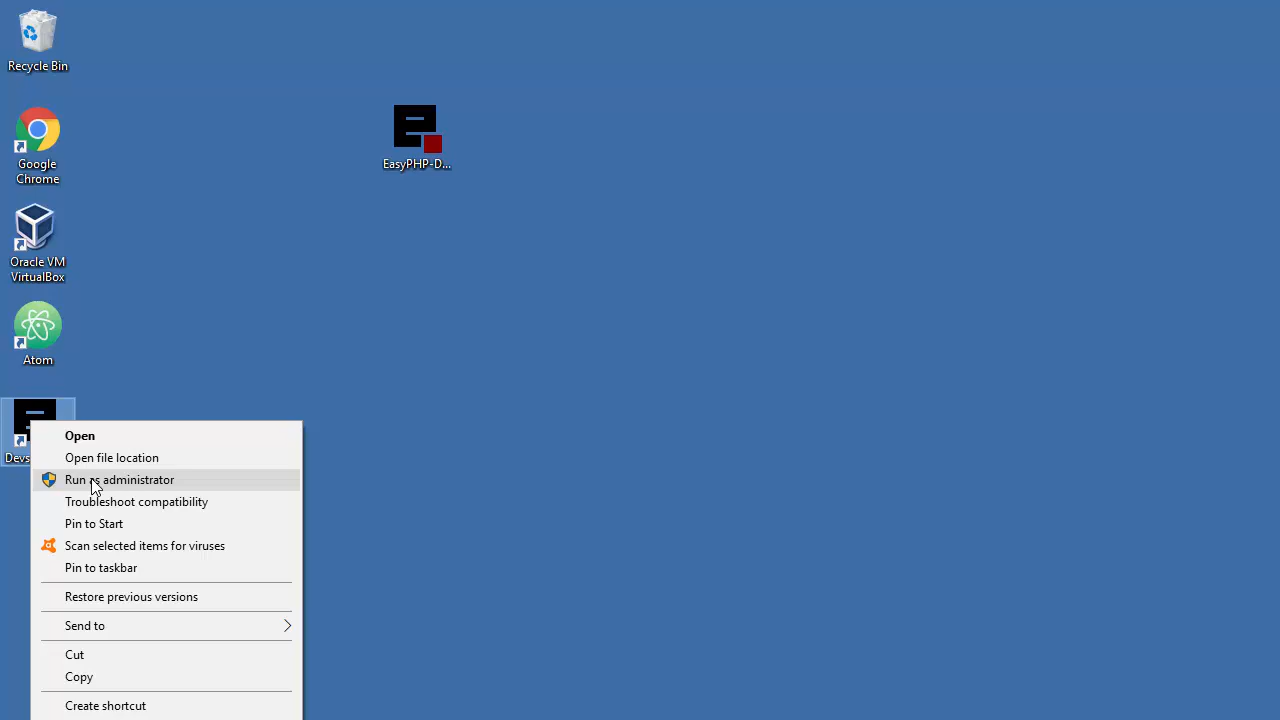 Recycle Bin
Google
Chrome
EasyPHP-D...
Oracle VM
VirtualBox
Atom
Open
Open file location
Run as administrator
Troubleshoot compatibility
Pin to Start
Scan selected items for viruses
Pin to taskbar
Restore previous versions
Send to
Cut
Copy
Create shortcut